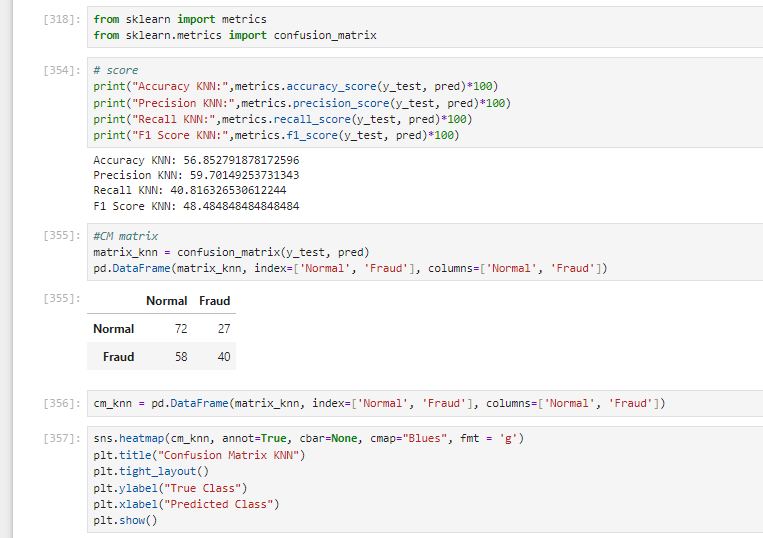 [318]: from sklearn import metrics
from sklearn.metrics import confusion_matrix
[354]: # score
print("Accuracy KNN:",metrics.accuracy_score(y_test, pred)*100)
print("Precision KNN:",metrics.precision_score(y_test, pred)*100)
print("Recall KNN:",metrics.recall_score(y_test, pred)*100)
print("F1 Score KNN:",metrics.f1_score(y_test, pred)*100)
Accuracy KNN: 56.852791878172596
Precision KNN: 59.70149253731343
Recall KNN: 40.816326530612244
F1 Score KNN: 48.484848484848484
[355]: #CM matrix
matrix_knn = confusion_matrix(y_test, pred)
pd.DataFrame(matrix_knn, index=['Normal', 'Fraud'], columns=['Normal', 'Fraud'])
[355]:
Normal Fraud
Normal 72 27
Fraud 58 40
[356]: cm_knn = pd.DataFrame(matrix_knn, index=['Normal', 'Fraud'], columns=['Normal', 'Fraud'])
[357]: sns.heatmap(cm_knn, annot=True, cbar=None, cmap="Blues", fmt = 'g')
plt.title("Confusion Matrix KNN")
plt.tight_layout()
plt.ylabel("True Class")
plt.xlabel("Predicted Class")
plt.show()